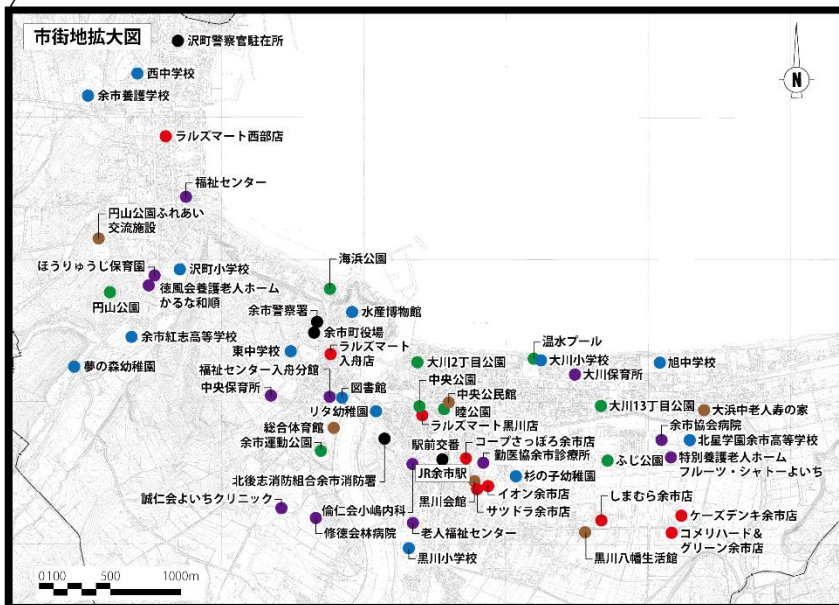 市街地拡大図
沢町警察官駐在所
N
西中学校
余市養護学校
ラルズマート西部店
福祉センター
円山公園ふれあい
交流施設
ほうりゅうじ保育園
沢町小学校
海浜公園
徳風会養護老人ホーム
かるな和順
円山公園
余市警察署
水産博物館
余市町役場
余市紅志高等学校
東中学校
ラルズマート
入舟店
温水プール
大川2丁目公園
大川小学校
旭中学校
夢の森幼稚園
福祉センター入舟分館
中央公園
大川保育所
中央保育所
図書館
中央公民館
リタ幼稚園
睦公園
大川13丁目公園
大浜中老人寿の家
ラルズマート黒川店
総合体育館
余市協会病院
駅前交番
コープさっぽろ余市店
北星学園余市高等学校
余市運動公園
勤医協余市診療所
JR余市駅
ふじ公園
特別養護老人ホーム
フルーツ・シャトーよいち
北後志消防組合余市消防署
杉の子幼稚園
誠仁会よいちクリニック
倫仁会小嶋内科
黒川会館
イオン余市店
しまむら余市店
サツドラ余市店
ケーズデンキ余市店
修徳会林病院
老人福祉センター
コメリハード＆
グリーン余市店
黒川小学校
黒川八幡生活館
0 100 500 1000m